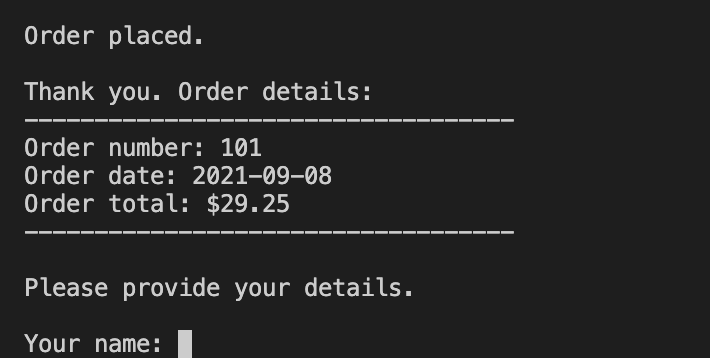 Order placed.
Thank you. Order details:
-----------------------------------
Order number: 101
Order date: 2021-09-08
Order total: $29.25
-----------------------------------
Please provide your details.
Your name: